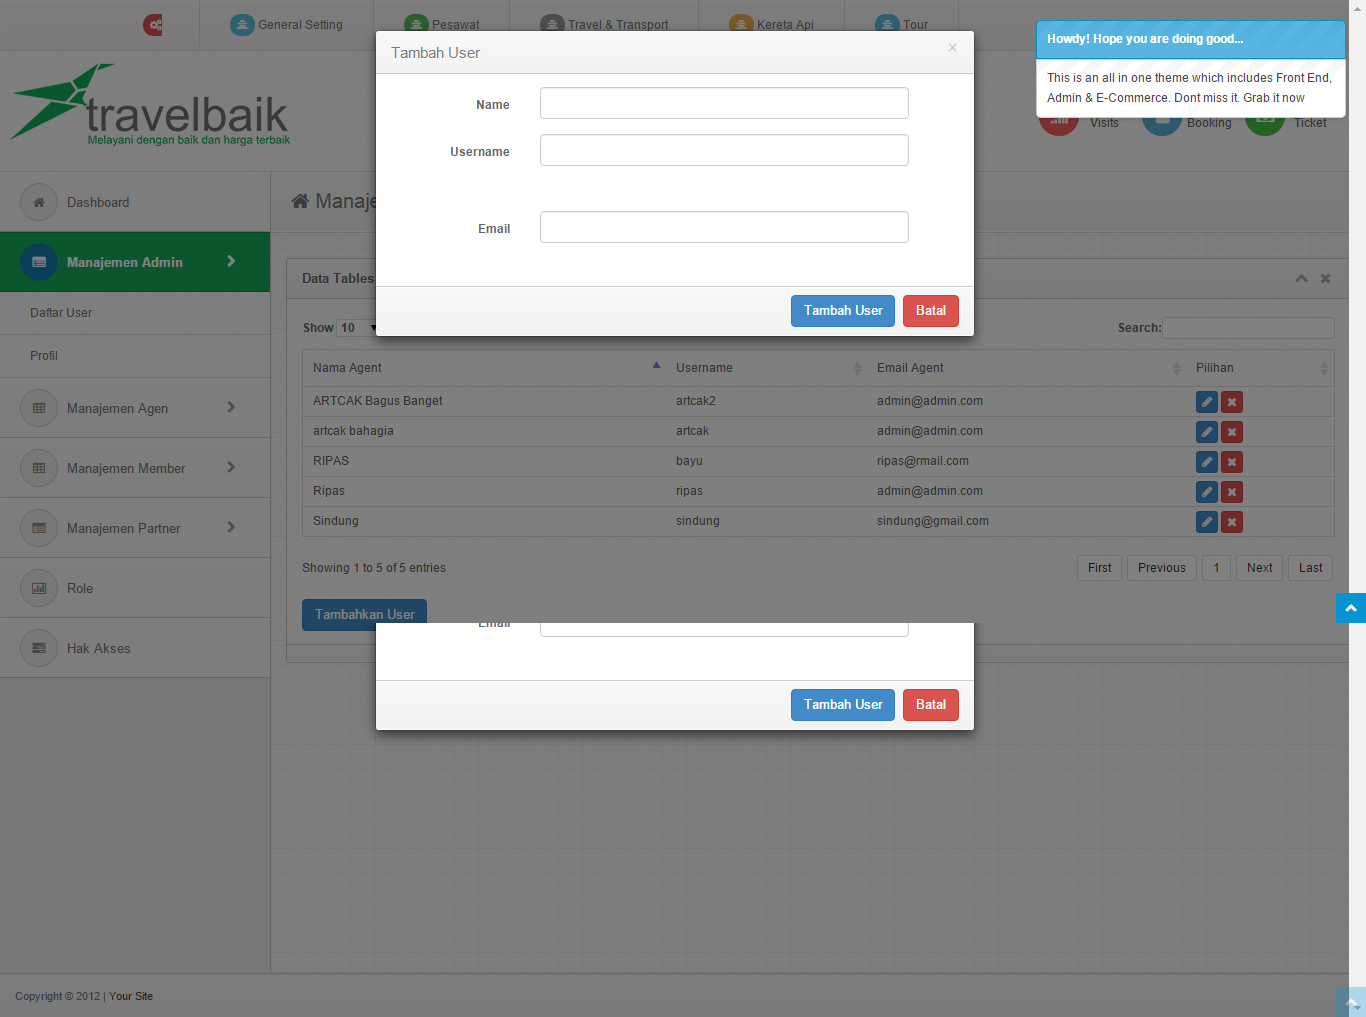 General Setting
Pesawat
Travel & Transport
Kereta Api
Tour
Howdy! Hope you are doing good...
This is an all in one theme which includes Front End,
Admin & E-Commerce. Dont miss it. Grab it now
Visits
Booking
Ticket
travelbaik
Melayani dengan baik dan harga terbaik
Tambah User
×
Name
Username
Email
Tambah User
Batal
Dashboard
Manajemen Admin
Daftar User
Profil
Manajemen Agen
Manajemen Member
Manajemen Partner
Role
Hak Akses
Manaje
Data Tables
Show 10
Search:
Nama Agent Username Email Agent Pilihan
ARTCAK Bagus Banget artcak2 admin@admin.com
artcak bahagia artcak admin@admin.com
RIPAS bayu ripas@rmail.com
Ripas ripas admin@admin.com
Sindung sindung sindung@gmail.com
Showing 1 to 5 of 5 entries
First Previous 1 Next Last
Tambahkan User
Email
Tambah User
Batal
Copyright © 2012 | Your Site